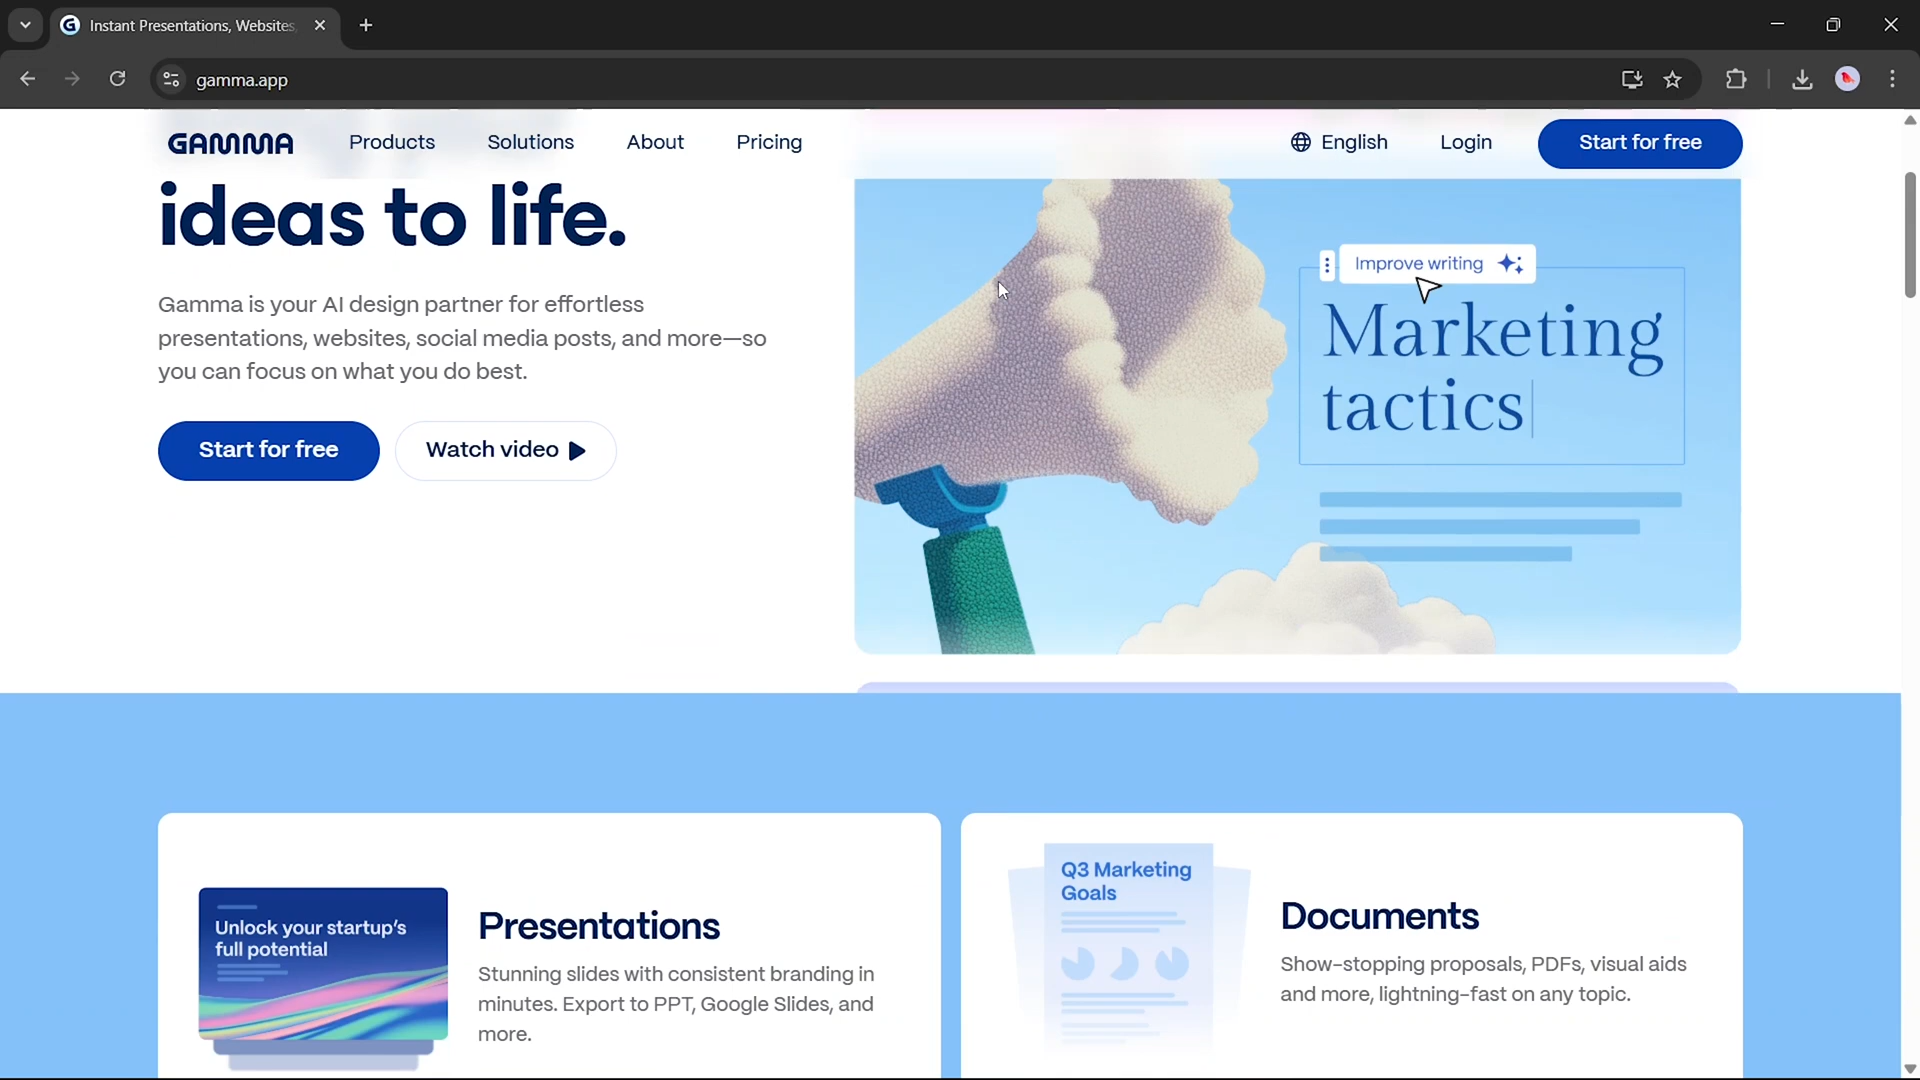 Instant Presentations, Websites,
gamma.app
GAMMA
Products
Solutions
About
Pricing
English
Login
Start for free
ideas to life.
Gamma is your AI design partner for effortless
presentations, websites, social media posts, and more—so
you can focus on what you do best.
Start for free
Watch video
Improve writing
Marketing
tactics
Unlock your startup's
full potential
Presentations
Stunning slides with consistent branding in
minutes. Export to PPT, Google Slides, and
more.
Q3 Marketing
Goals
Documents
Show-stopping proposals, PDFs, visual aids
and more, lightning-fast on any topic.